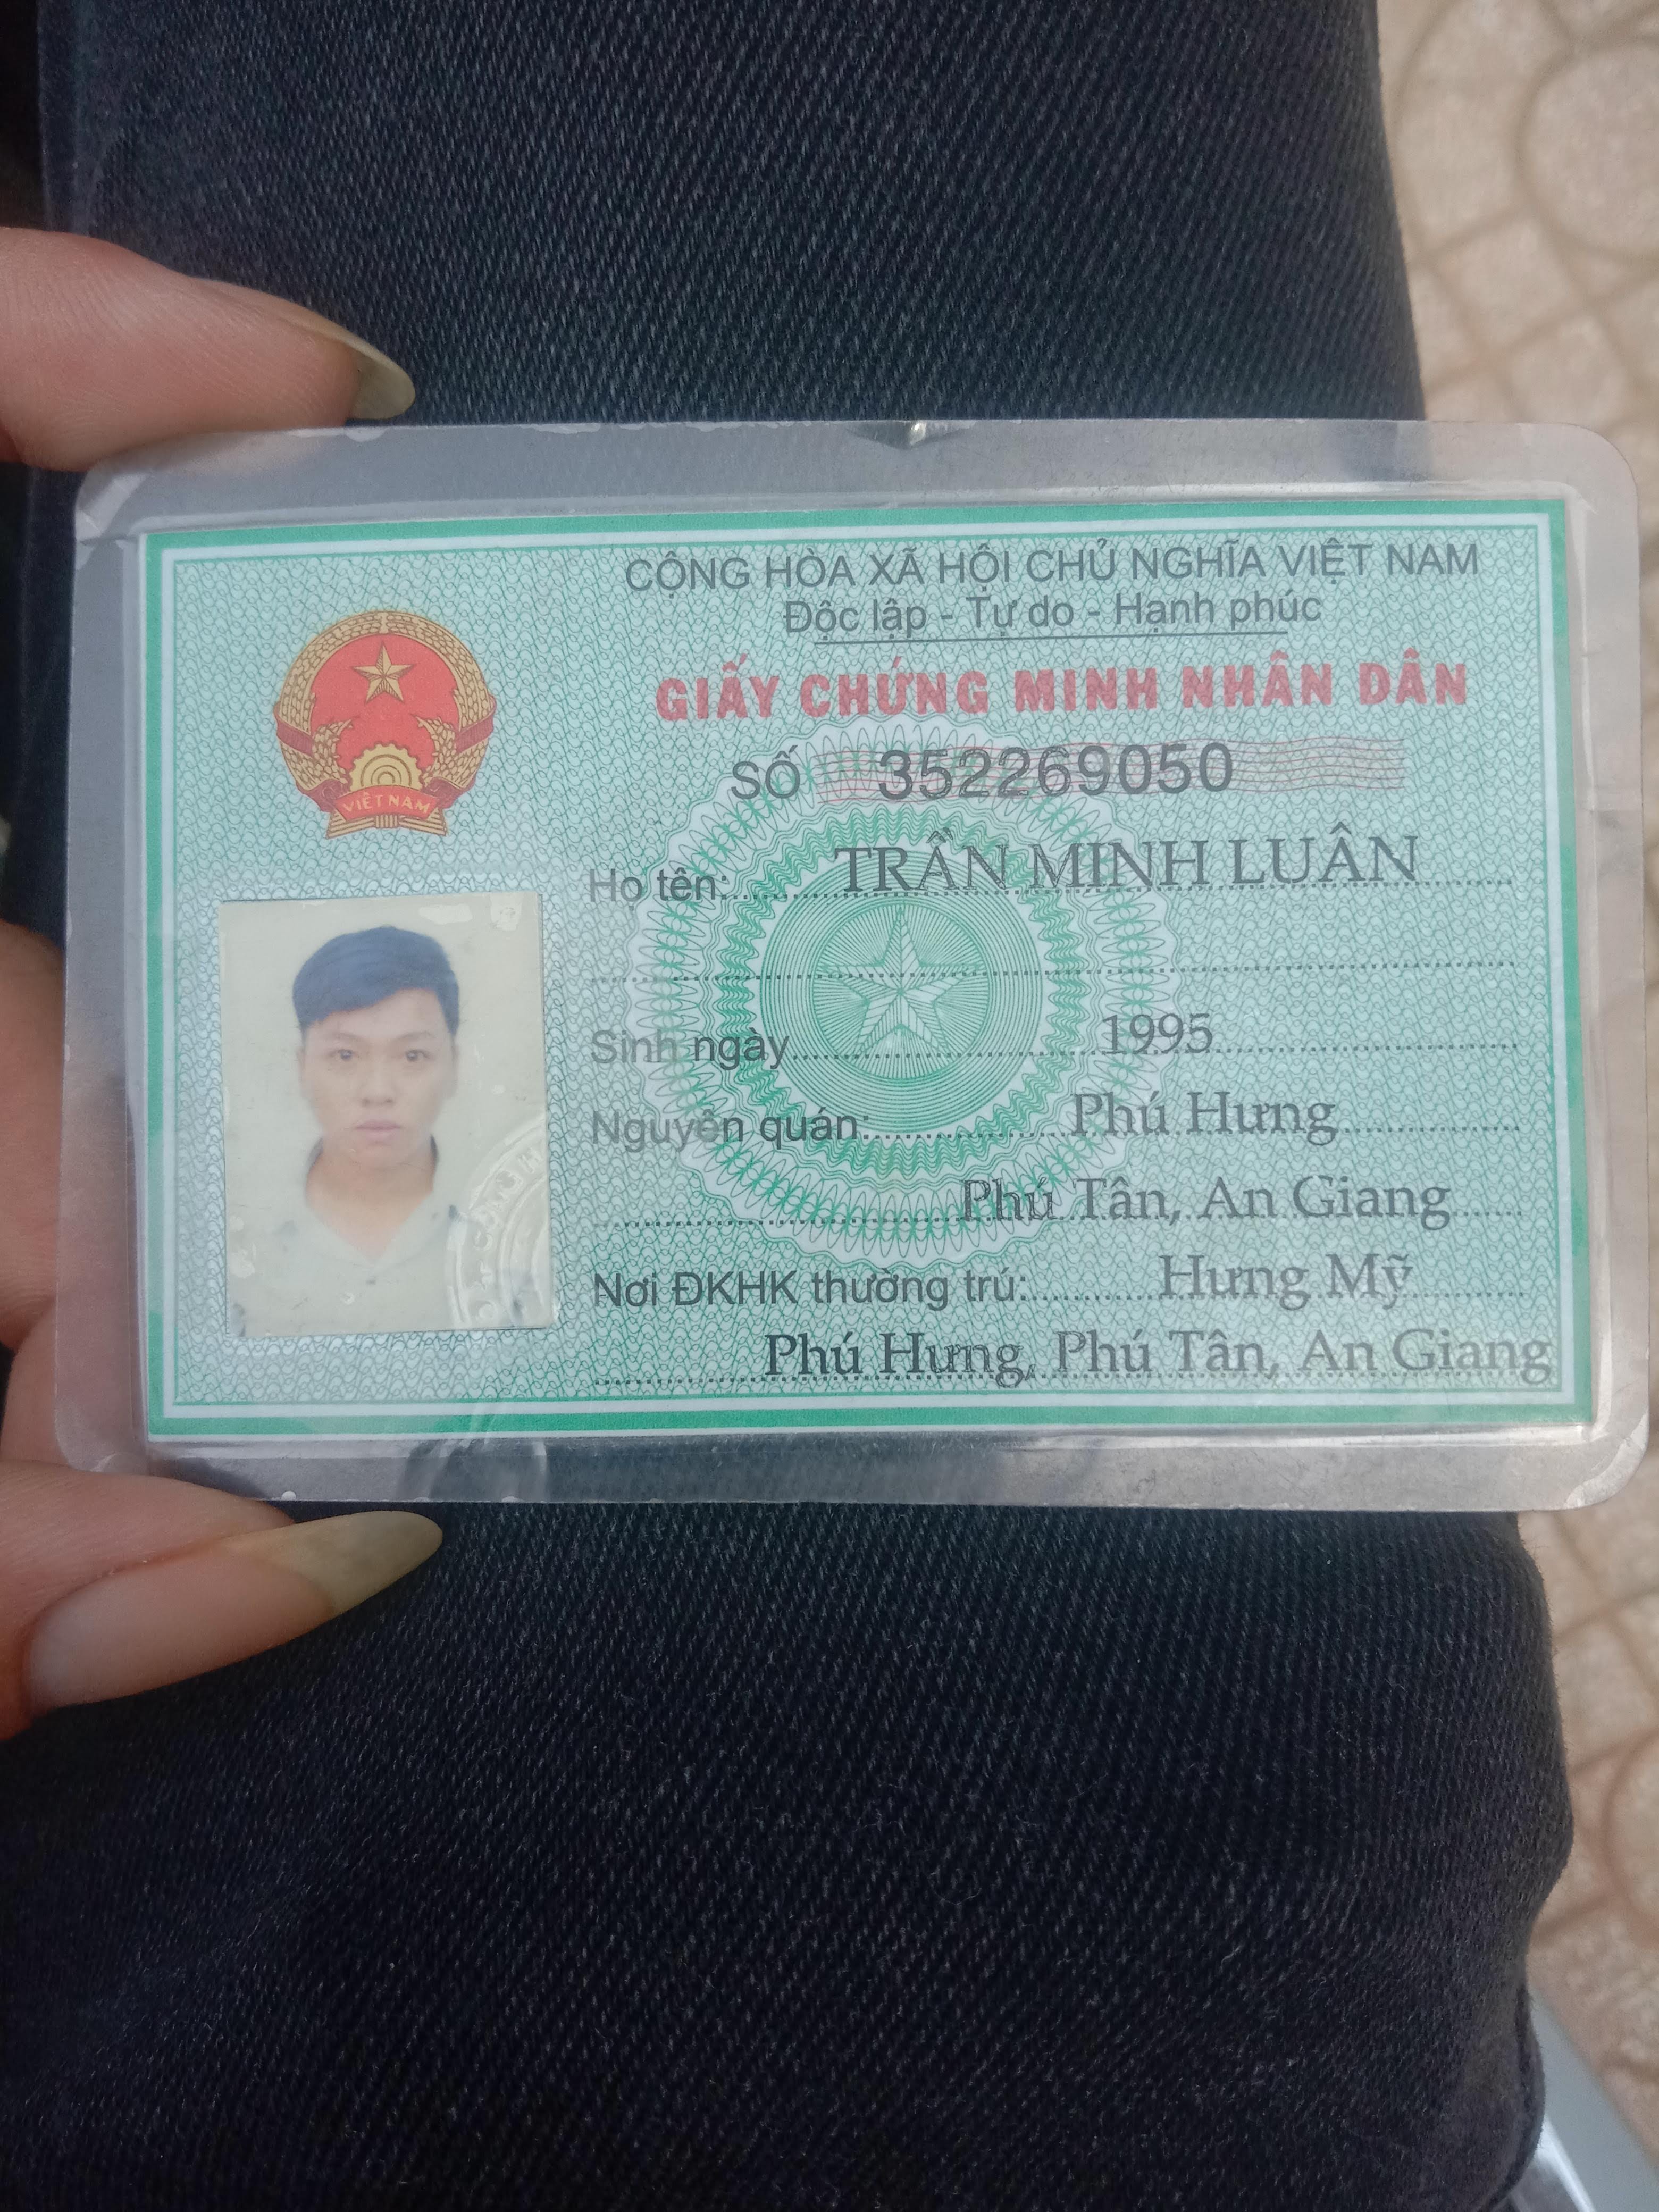 CỘNG HÒA XÃ HỘI CHỦ NGHĨA VIỆT NAM
Độc lập - Tự do - Hạnh phúc
GIẤY CHỨNG MINH NHÂN DÂN
SỐ 352269050
VIỆT NAM
Họ tên: TRẦN MINH LUÂN
Sinh ngày 1995
Nguyên quán: Phú Hưng
Phú Tân, An Giang
Nơi ĐKHK thường trú: Hưng Mỹ
Phú Hưng, Phú Tân, An Giang